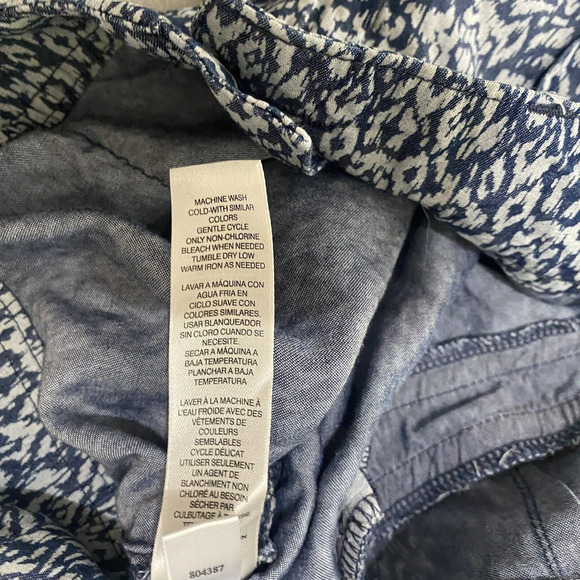 MACHINE WASH
COLD-WITH SIMILAR
COLORS
GENTLE CYCLE
ONLY NON-CHLORINE
BLEACH WHEN NEEDED
TUMBLE DRY LOW
WARM IRON AS NEEDED
LAVAR A MÁQUINA CON
AGUA FRIA EN
CICLO SUAVE CON
COLORES SIMILARES.
USAR BLANQUEADOR
SIN CLORO CUANDO SE
NECESITE.
SECAR A MÁQUINA A
BAJA TEMPERATURA
PLANCHAR A BAJA
TEMPERATURA
LAVER À LA MACHINE À
L'EAU FROIDE AVEC DES
VÊTEMENTS DE
COULEURS
SEMBLABLES
CYCLE DÉLICAT
UTILISER SEULEMENT
UN AGENT DE
BLANCHIMENT NON
CHLORÉ AU BESOIN
SÉCHER PAR
CULBUTAGE À
804387